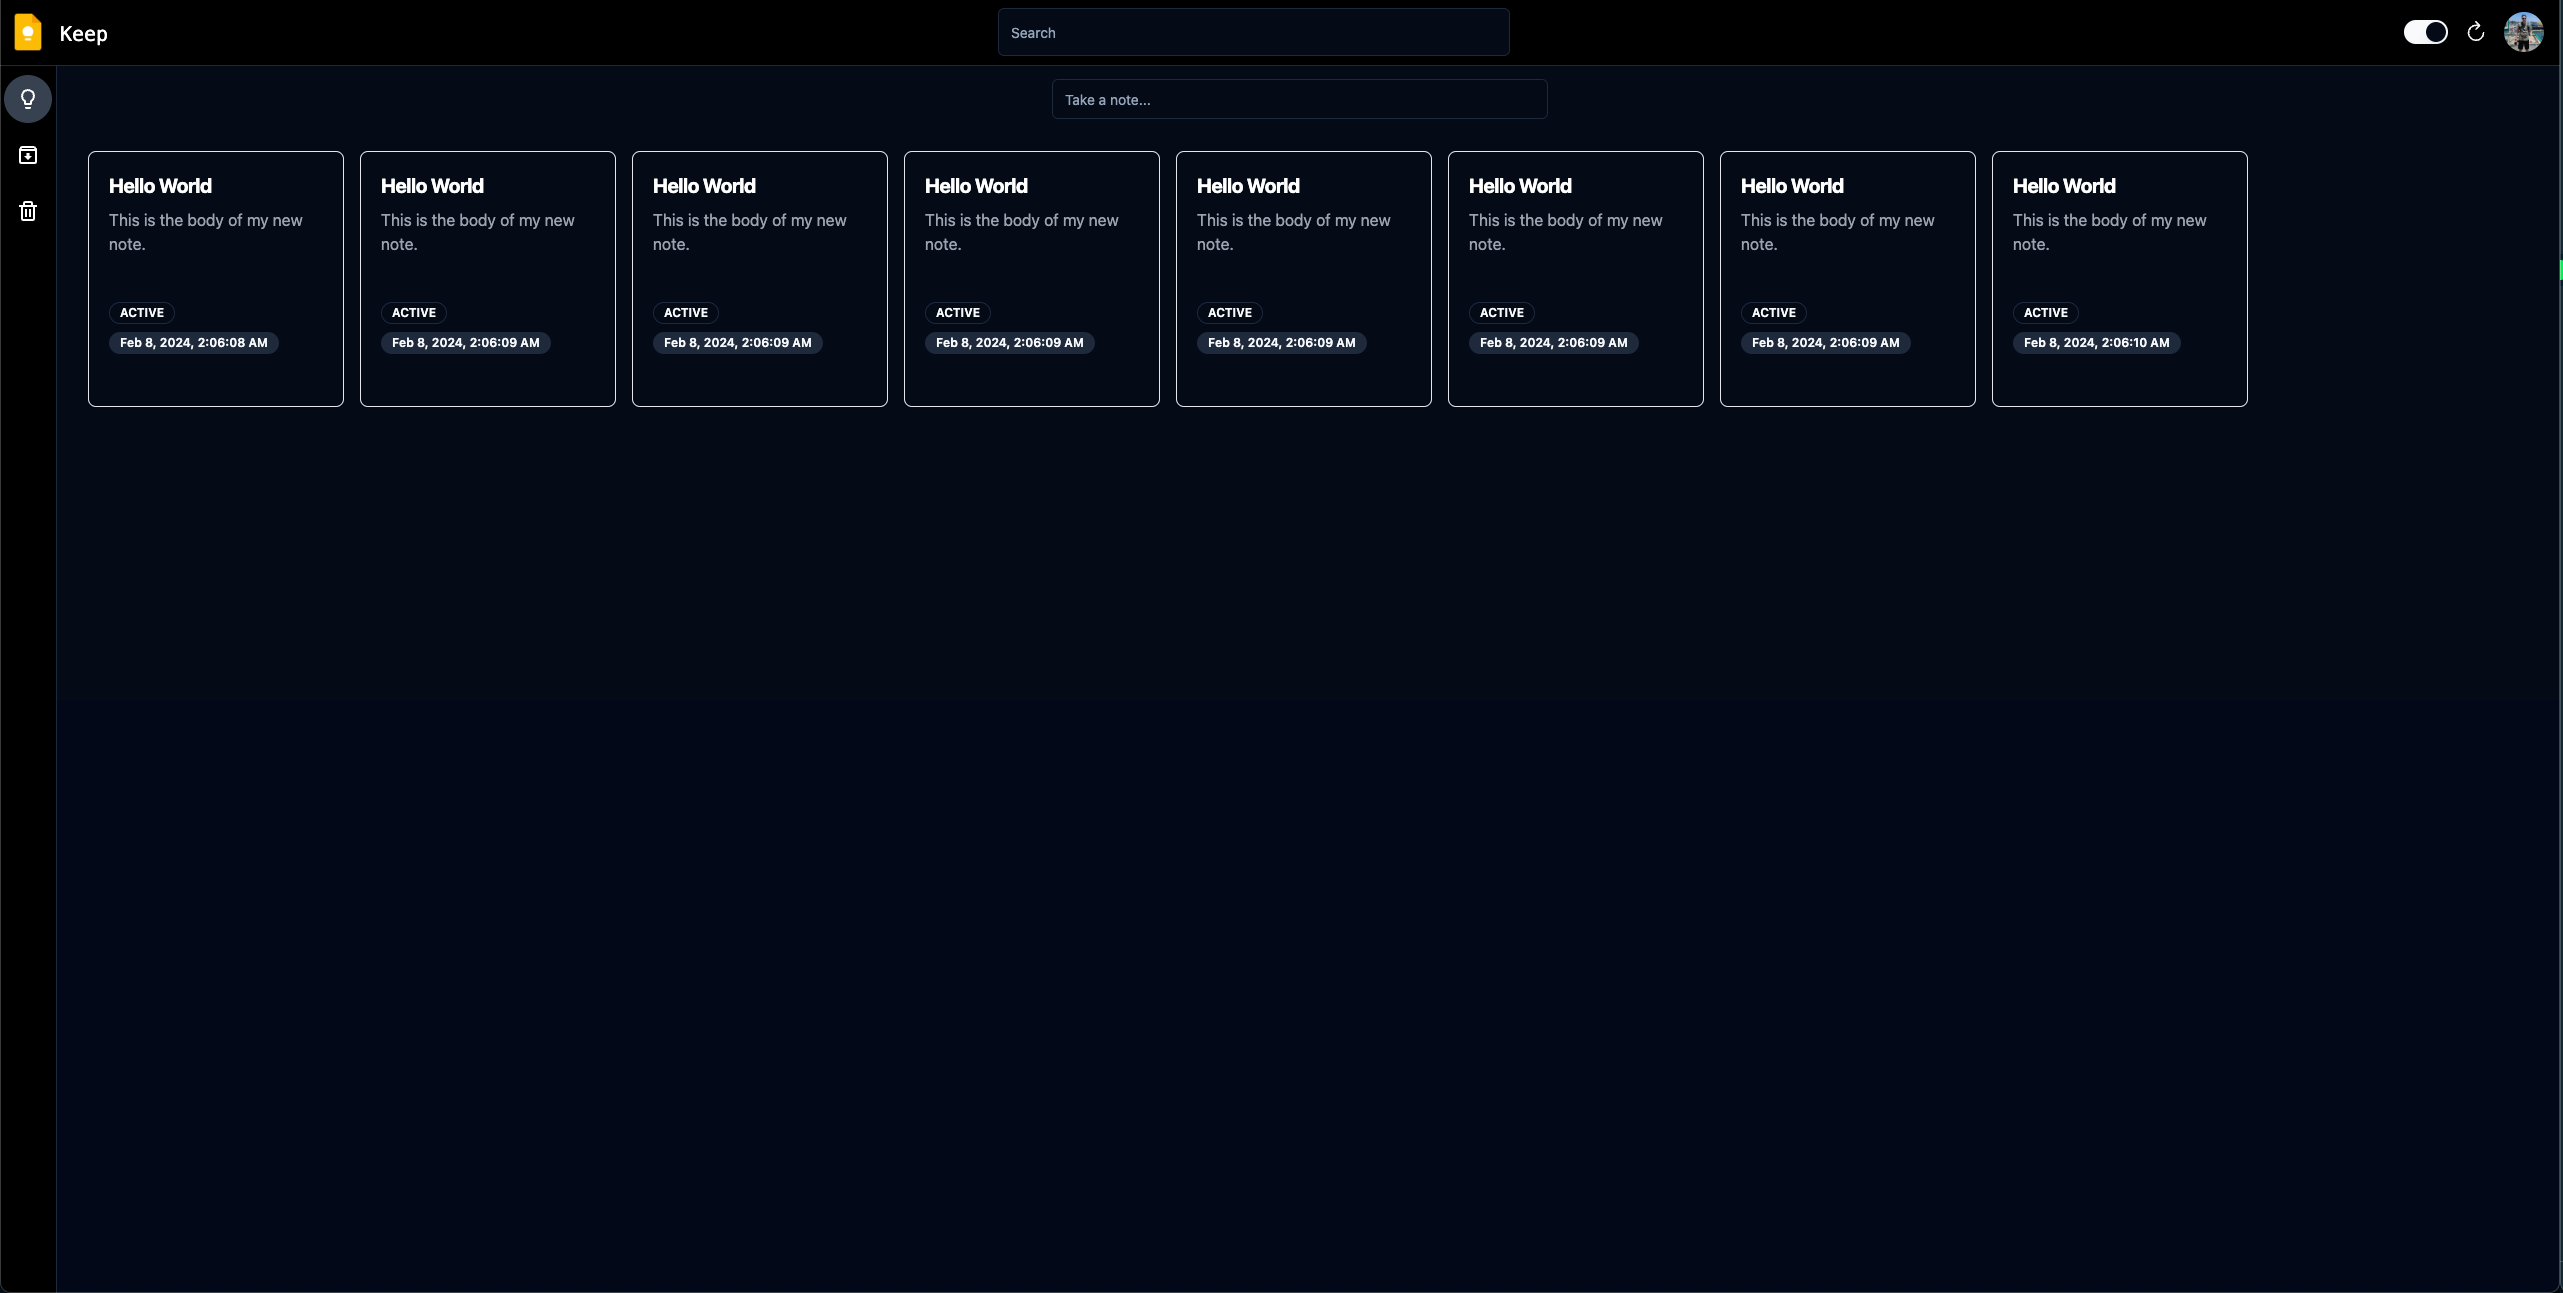 Keep
Search
Take a note...
Hello World
This is the body of my new
note.
ACTIVE
Feb 8, 2024, 2:06:08 AM
Hello World
This is the body of my new
note.
ACTIVE
Feb 8, 2024, 2:06:09 AM
Hello World
This is the body of my new
note.
ACTIVE
Feb 8, 2024, 2:06:09 AM
Hello World
This is the body of my new
note.
ACTIVE
Feb 8, 2024, 2:06:09 AM
Hello World
This is the body of my new
note.
ACTIVE
Feb 8, 2024, 2:06:09 AM
Hello World
This is the body of my new
note.
ACTIVE
Feb 8, 2024, 2:06:09 AM
Hello World
This is the body of my new
note.
ACTIVE
Feb 8, 2024, 2:06:09 AM
Hello World
This is the body of my new
note.
ACTIVE
Feb 8, 2024, 2:06:10 AM